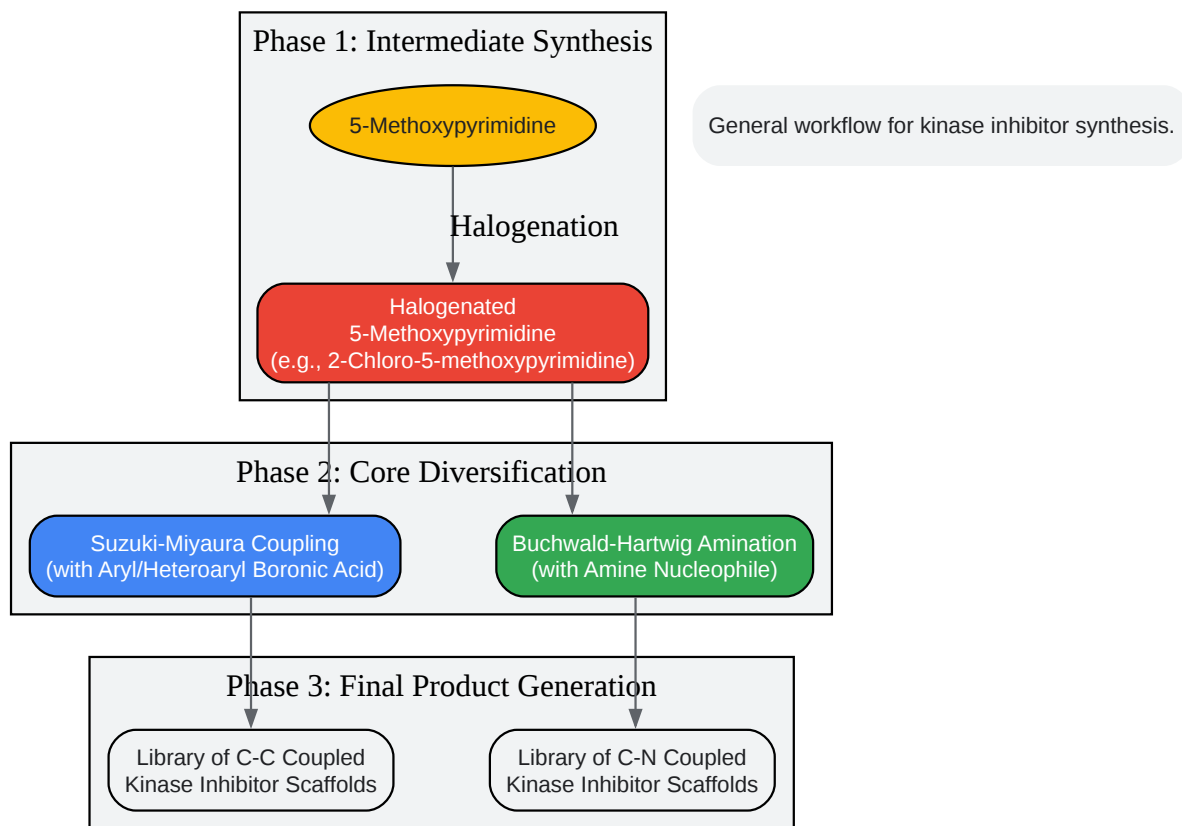 Phase 1: Intermediate Synthesis
5-Methoxypyrimidine
General workflow for kinase inhibitor synthesis.
Halogenation
Halogenated
5-Methoxypyrimidine
(e.g., 2-Chloro-5-methoxypyrimidine)
Phase 2: Core Diversification
Suzuki-Miyaura Coupling
(with Aryl/Heteroaryl Boronic Acid)
Buchwald-Hartwig Amination
(with Amine Nucleophile)
Phase 3: Final Product Generation
Library of C-C Coupled
Kinase Inhibitor Scaffolds
Library of C-N Coupled
Kinase Inhibitor Scaffolds